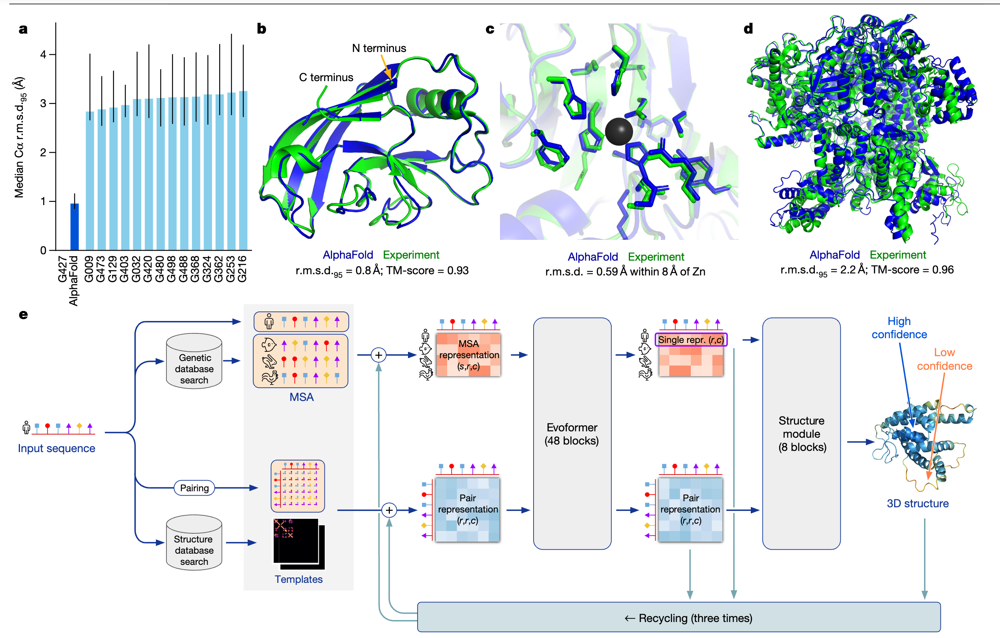 a
Median Cα r.m.s.d.95 (Å)
4
3
2
1
0
G427
AlphaFold
G009
G473
G129
G403
G032
G420
G480
G498
G488
G368
G324
G362
G253
G216
b
N terminus
C terminus
AlphaFold Experiment
r.m.s.d.95 = 0.8 Å; TM-score = 0.93
c
AlphaFold Experiment
r.m.s.d. = 0.59 Å within 8 Å of Zn
d
AlphaFold Experiment
r.m.s.d.95 = 2.2 Å; TM-score = 0.96
e
Input sequence
Genetic
database
search
MSA
Pairing
Structure
database
search
Templates
+
+
MSA
representation
(s,r,c)
Pair
representation
(r,r,c)
Evoformer
(48 blocks)
Single repr. (r,c)
Pair
representation
(r,r,c)
Structure
module
(8 blocks)
High
confidence
Low
confidence
3D structure
← Recycling (three times)